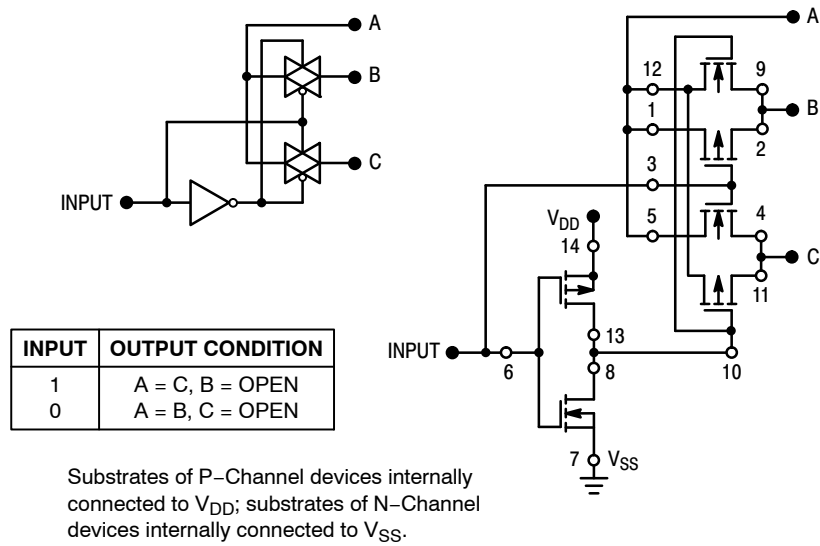 A
B
C
INPUT
A
12
9
1
B
2
3
VDD
5
4
14
C
11
INPUT
13
6
8
10
7
VSS
INPUT OUTPUT CONDITION
1 A = C, B = OPEN
0 A = B, C = OPEN
Substrates of P−Channel devices internally
connected to VDD; substrates of N−Channel
devices internally connected to VSS.